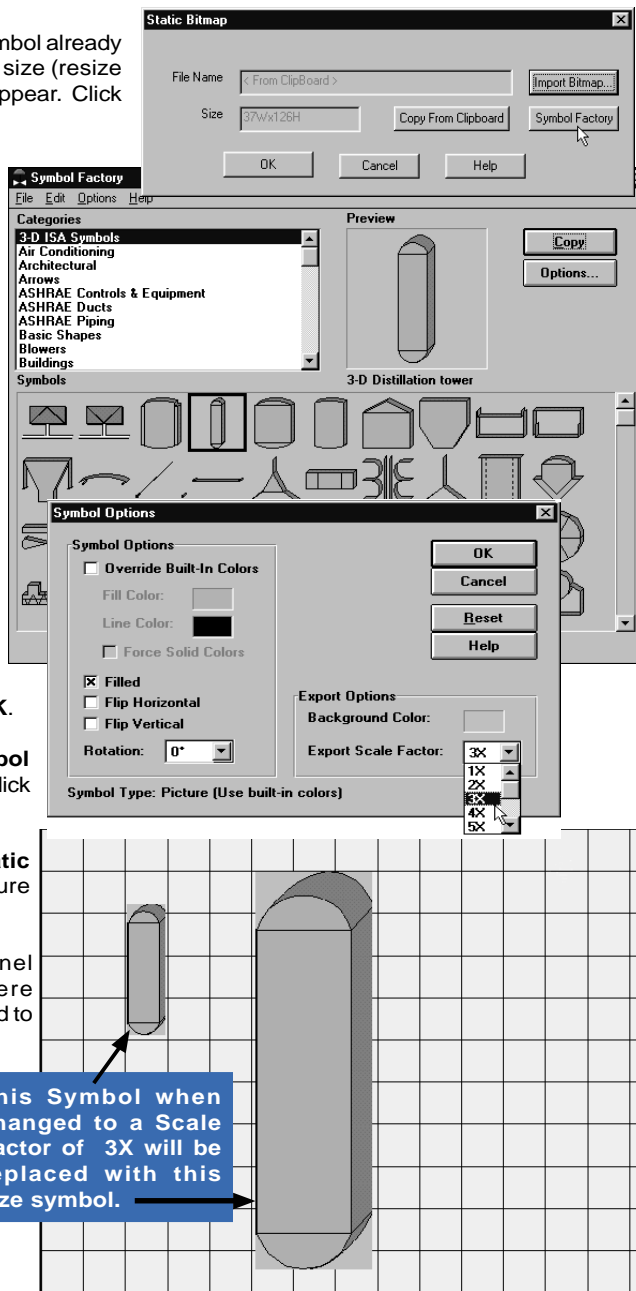 Static Bitmap
mbol already
size (resize
ppear. Click
File Name
< From ClipBoard >
Import Bitmap...
Size
37Wx126H
Copy From Clipboard
Symbol Factory
OK
Cancel
Help
Symbol Factory
File Edit Options Help
Categories
3-D ISA Symbols
Air Conditioning
Architectural
Arrows
ASHRAE Controls & Equipment
ASHRAE Ducts
ASHRAE Piping
Basic Shapes
Blowers
Buildings
Preview
Copy
Options...
Symbols
3-D Distillation tower
Symbol Options
Symbol Options
Override Built-In Colors
Fill Color:
Line Color:
Force Solid Colors
Filled
Flip Horizontal
Flip Vertical
Rotation: 0°
OK
Cancel
Reset
Help
Export Options
Background Color:
Export Scale Factor: 3X
1X
2X
3X
4X
5X
Symbol Type: Picture (Use built-in colors)
K.
bol
lick
atic
ure
nel
ere
d to
his Symbol when
hanged to a Scale
actor of 3X will be
eplaced with this
ize symbol.